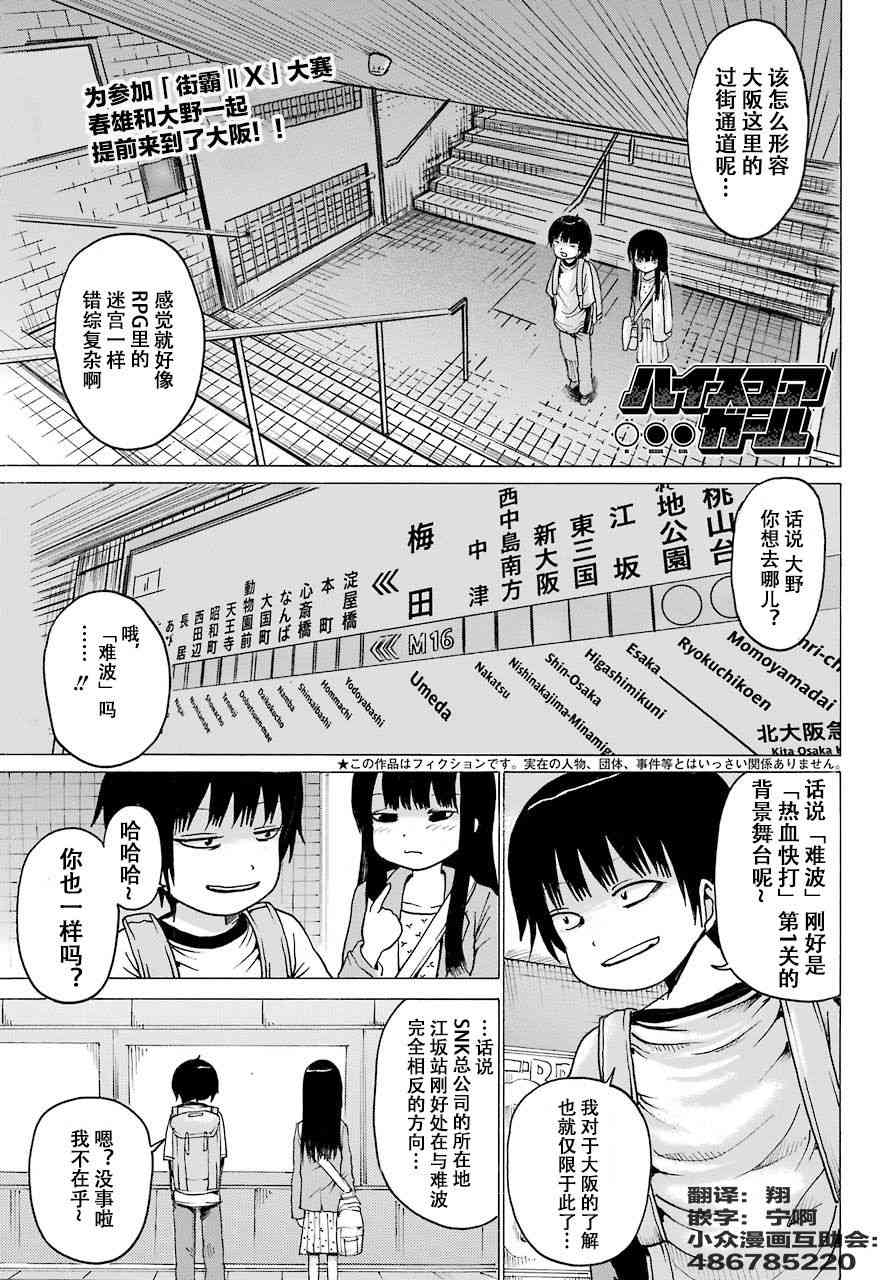 为参加「街霸ⅡX」大赛
春雄和大野一起
提前来到了大阪！！
该怎么形容
大阪这里的
过街通道呢…
感觉就好像
RPG里的
迷宫一样
错综复杂啊
ハイスコアガール
话说 大野
你想去哪儿？
桃山台
地公園
江坂
東三国
新大阪
西中島南方
中津
梅田
淀屋橋
本町
心斎橋
なんば
大国町
動物園前
天王寺
昭和町
西田辺
長居
あび
M16
nri-ch
Momoyamadai
Ryokuchikoen
Esaka
Higashimikuni
Shin-Osaka
Nishinakajima-Minamig
Nakatsu
Umeda
Yodoyabashi
Hommachi
Shinsaibashi
Namba
Daikokucho
Dobutsuen-mae
Tennoji
Showacho
Nishitanabe
Nagai
北大阪急
Kita Osaka K
哦，
「难波」吗
……!!
★この作品はフィクションです。実在の人物、団体、事件等とはいっさい関係ありません。
话说「难波」刚好是
「热血快打」第1关的
背景舞台呢~
哈哈哈~
你也一样吗？
我对于大阪的了解
也就仅限于此了…
…话说
SNK总公司的所在地
江坂站刚好处在与难波
完全相反的方向…
嗯？没事啦
我不在乎~
翻译：翔
嵌字：宁啊
小众漫画互助会：
486785220